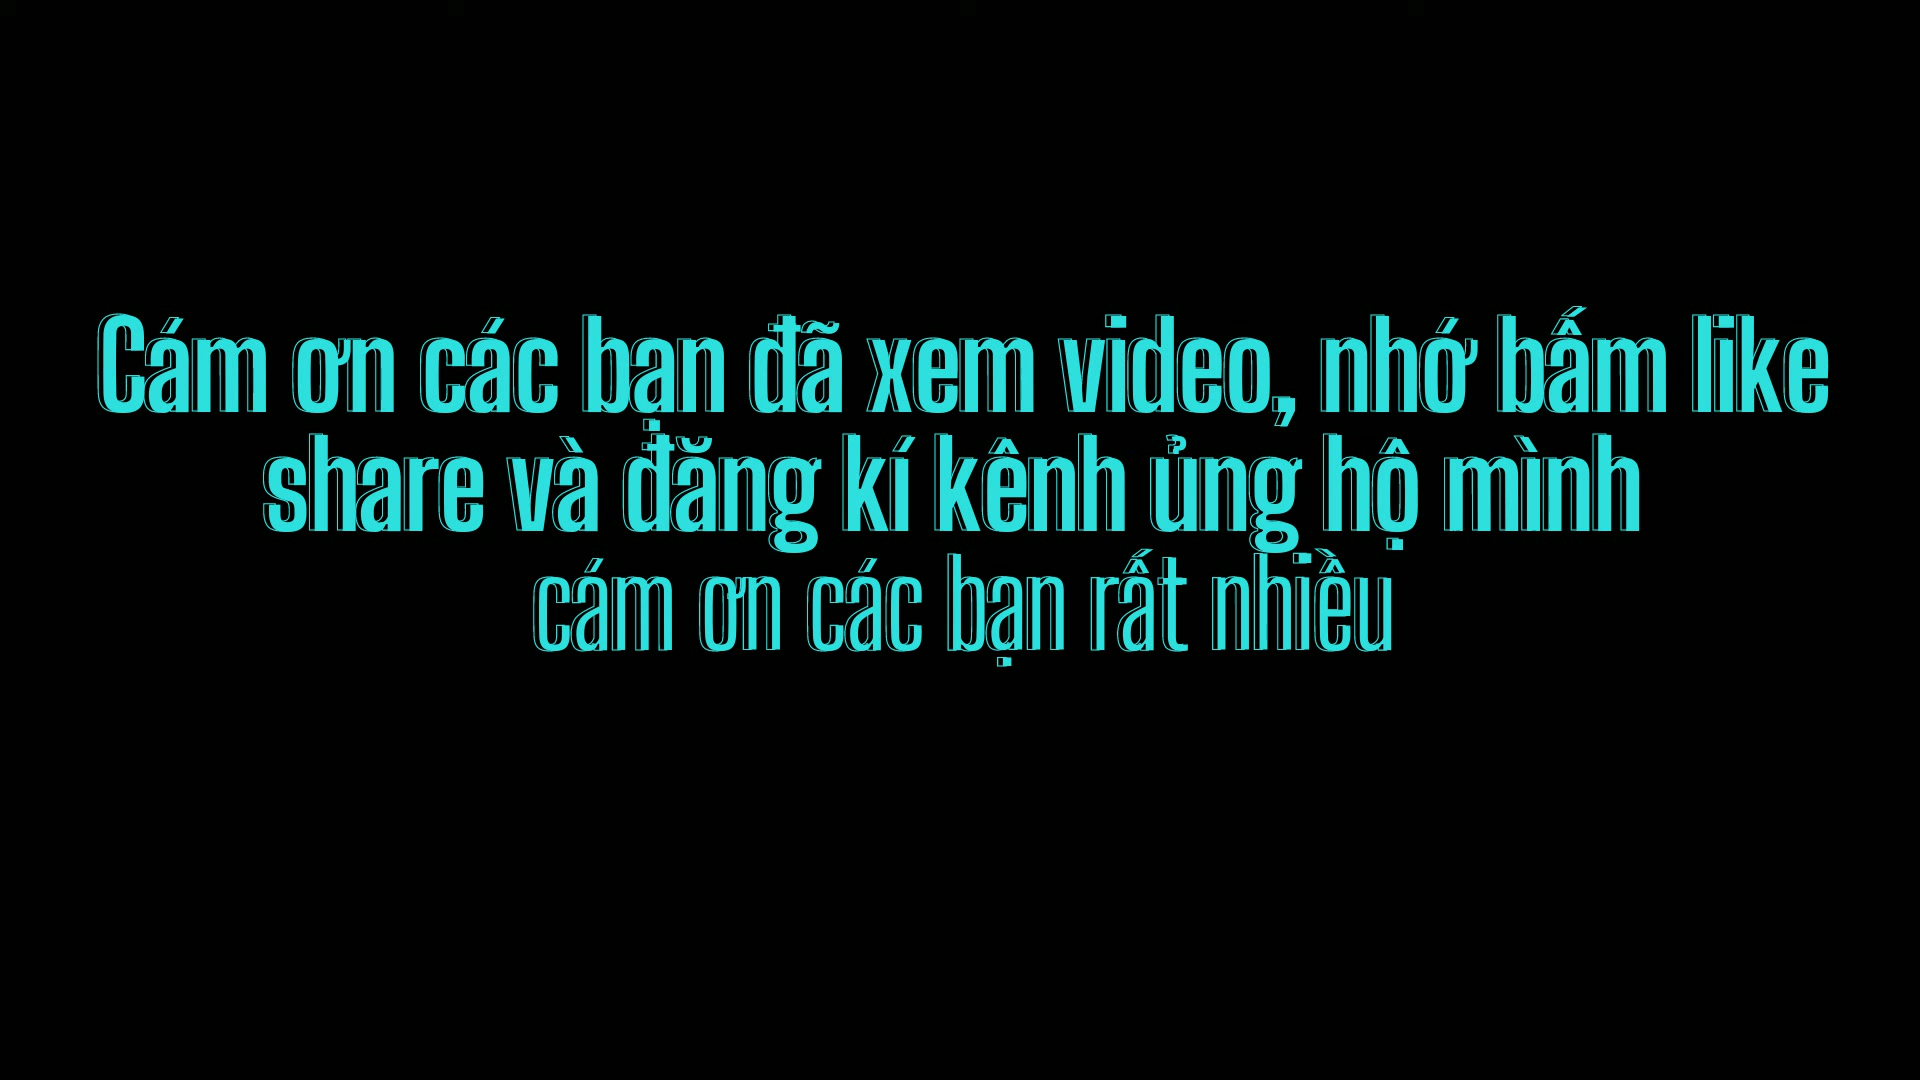 Cám ơn các bạn đã xem video, nhớ bấm like
share và đăng kí kênh ủng hộ mình
cám ơn các bạn rất nhiều